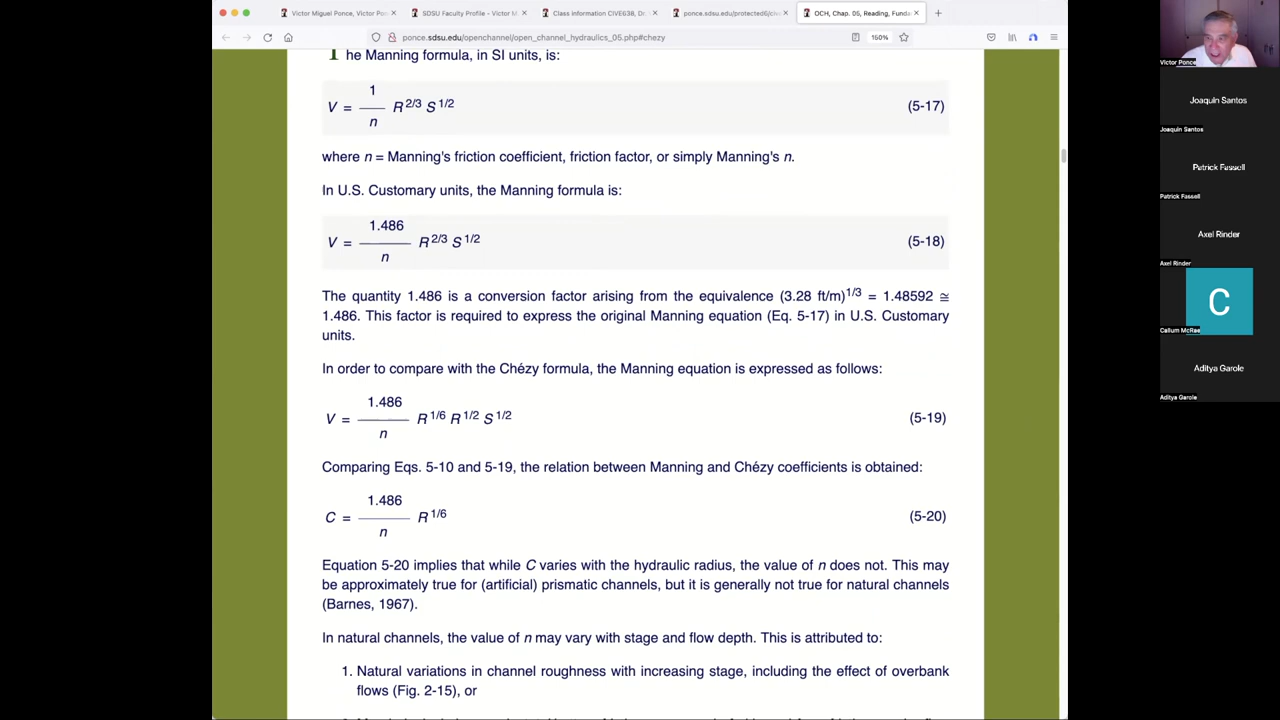 Victor Miguel Ponce, Victor Pon
SDSU Faculty Profile - Victor M
Class information CIVE638, Dr.
ponce.sdsu.edu/protected6/cive
OCH, Chap. 05, Reading, Funda
ponce.sdsu.edu/openchannel/open_channel_hydraulics_05.php#chezy
150%
The Manning formula, in SI units, is:
V = 1/n R^2/3 S^1/2 (5-17)
where n = Manning's friction coefficient, friction factor, or simply Manning's n.
In U.S. Customary units, the Manning formula is:
V = 1.486/n R^2/3 S^1/2 (5-18)
The quantity 1.486 is a conversion factor arising from the equivalence (3.28 ft/m)^1/3 = 1.48592 ≅
1.486. This factor is required to express the original Manning equation (Eq. 5-17) in U.S. Customary
units.
In order to compare with the Chézy formula, the Manning equation is expressed as follows:
V = 1.486/n R^1/6 R^1/2 S^1/2 (5-19)
Comparing Eqs. 5-10 and 5-19, the relation between Manning and Chézy coefficients is obtained:
C = 1.486/n R^1/6 (5-20)
Equation 5-20 implies that while C varies with the hydraulic radius, the value of n does not. This may
be approximately true for (artificial) prismatic channels, but it is generally not true for natural channels
(Barnes, 1967).
In natural channels, the value of n may vary with stage and flow depth. This is attributed to:
1. Natural variations in channel roughness with increasing stage, including the effect of overbank
flows (Fig. 2-15), or
Victor Ponce
Joaquin Santos
Joaquin Santos
Patrick Fassell
Patrick Fassell
Axel Rinder
Axel Rinder
C
Callum McRae
Aditya Garole
Aditya Garole